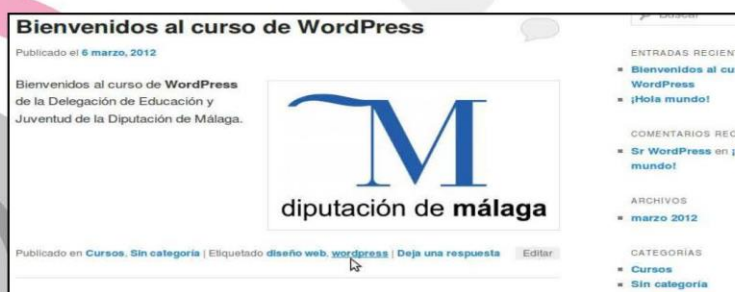 Bienvenidos al curso de WordPress
Publicado el 6 marzo, 2012
Bienvenidos al curso de WordPress
de la Delegación de Educación y
Juventud de la Diputación de Málaga.
M
diputación de málaga
Publicado en Cursos, Sin categoría | Etiquetado diseño web, wordpress | Deja una respuesta Editar
Buscar
ENTRADAS RECIEN
Bienvenidos al cu
WordPress
¡Hola mundo!
COMENTARIOS REC
Sr WordPress en ¡
mundo!
ARCHIVOS
marzo 2012
CATEGORÍAS
Cursos
Sin categoría